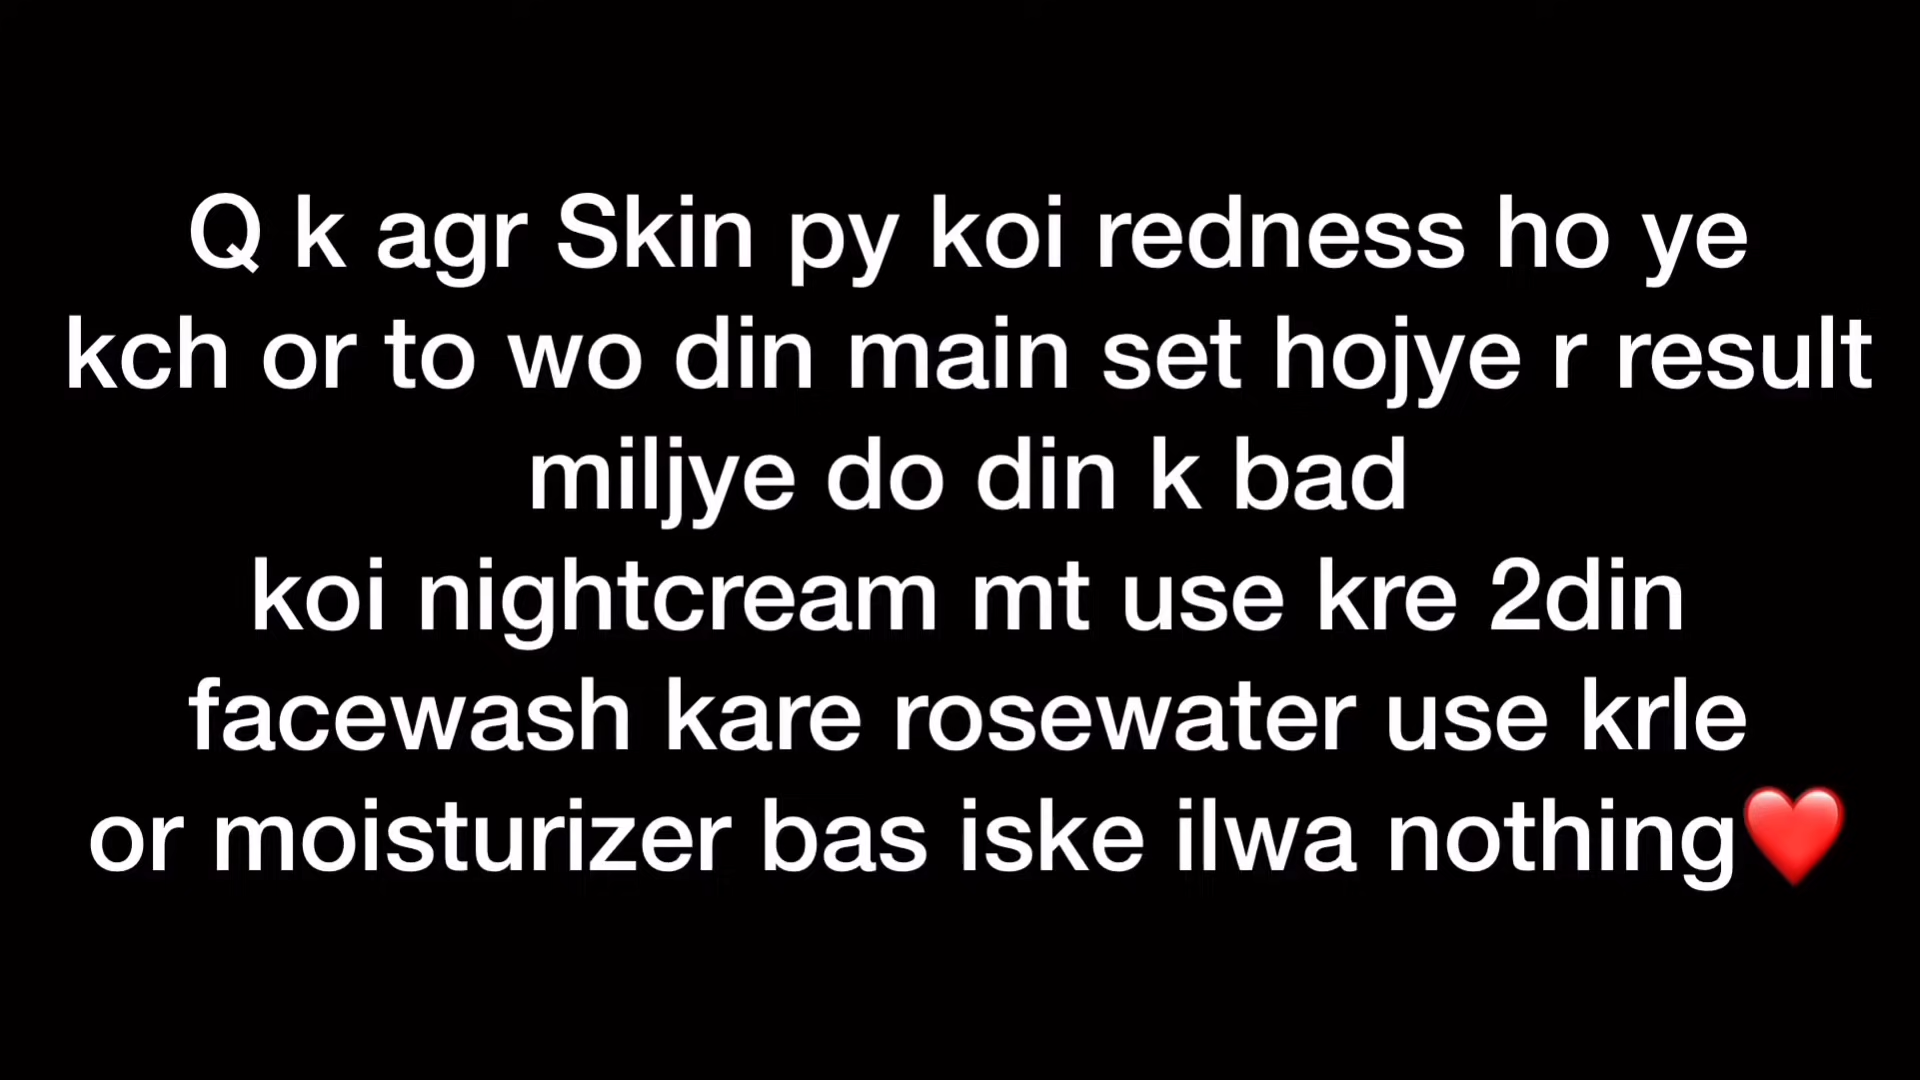 Q k agr Skin py koi redness ho ye
kch or to wo din main set hojye r result
miljye do din k bad
koi nightcream mt use kre 2din
facewash kare rosewater use krle
or moisturizer bas iske ilwa nothing❤️